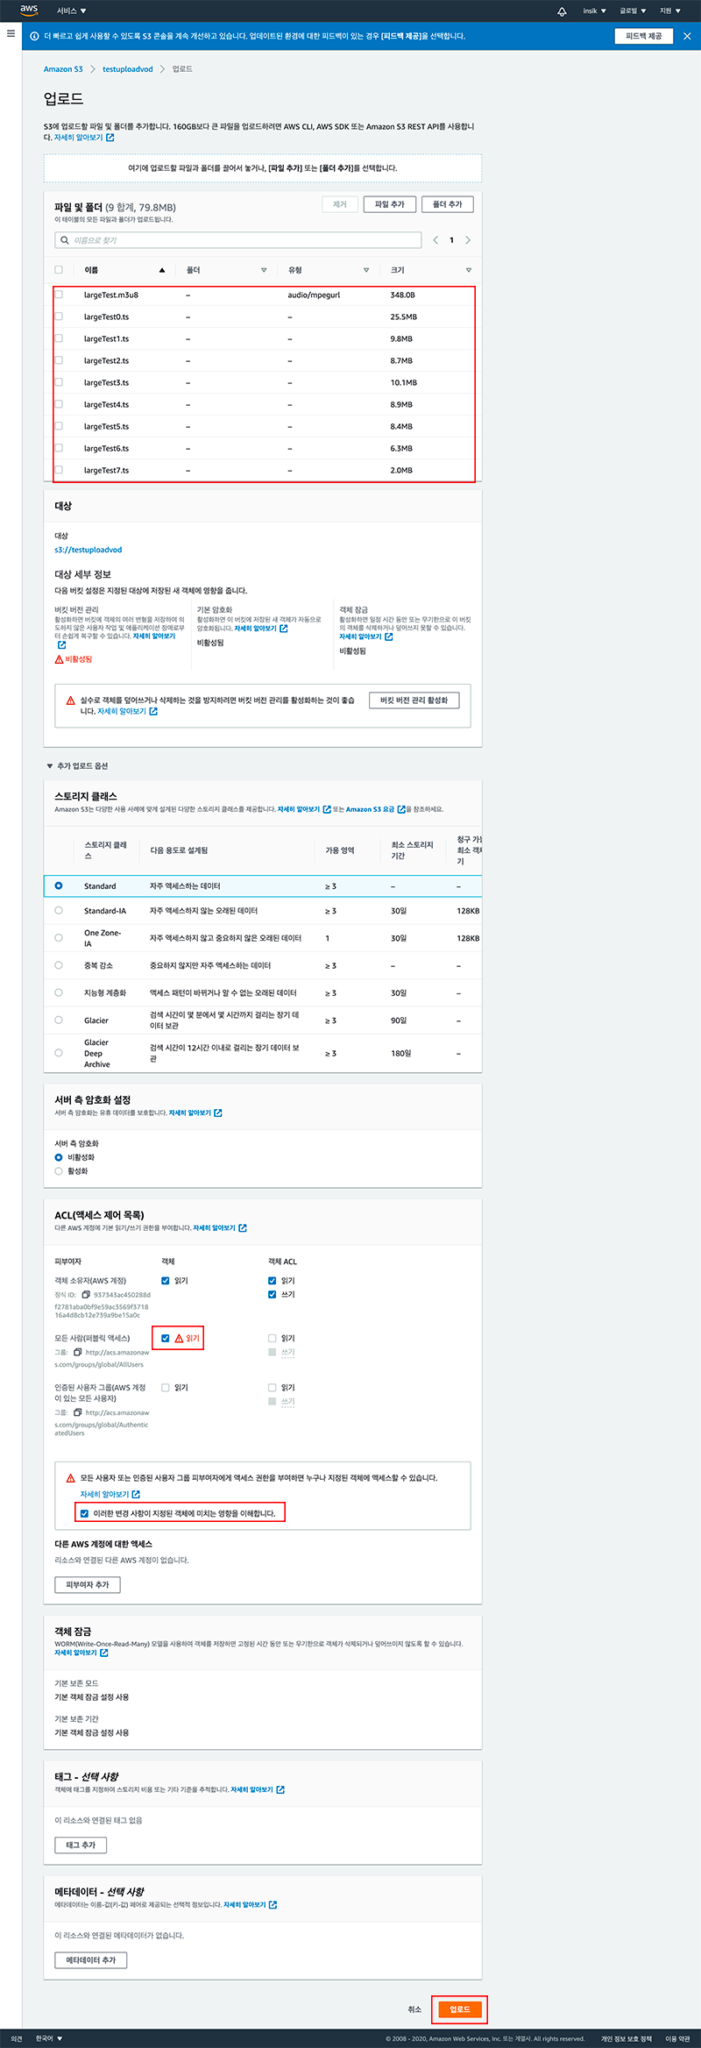 aws
서비스 ▼
insik ▼
글로벌 ▼
지원 ▼
더 빠르고 쉽게 사용할 수 있도록 S3 콘솔을 계속 개선하고 있습니다. 업데이트된 환경에 대한 피드백이 있는 경우 [피드백 제공]을 선택합니다.
피드백 제공
Amazon S3 > testuploadvod > 업로드
업로드
S3에 업로드할 파일 및 폴더를 추가합니다. 160GB보다 큰 파일을 업로드하려면 AWS CLI, AWS SDK 또는 Amazon S3 REST API를 사용합니
다. 자세히 알아보기
여기에 업로드할 파일과 폴더를 끌어서 놓거나, [파일 추가] 또는 [폴더 추가]를 선택합니다.
파일 및 폴더 (9 합계, 79.8MB)
이 테이블의 모든 파일과 폴더가 업로드됩니다.
제거
파일 추가
폴더 추가
이름으로 찾기
< 1 >
이름 폴더 유형 크기
largeTest.m3u8 – audio/mpegurl 348.0B
largeTest0.ts – – 25.5MB
largeTest1.ts – – 9.8MB
largeTest2.ts – – 8.7MB
largeTest3.ts – – 10.1MB
largeTest4.ts – – 8.9MB
largeTest5.ts – – 8.4MB
largeTest6.ts – – 6.3MB
largeTest7.ts – – 2.0MB
대상
대상
s3://testuploadvod
대상 세부 정보
다음 버킷 설정은 지정된 대상에 저장된 새 객체에 영향을 줍니다.
버킷 버전 관리
활성화하면 버킷에 객체의 여러 변형을 저장하여 의
도하지 않은 사용자 작업 및 애플리케이션 장애로부
터 손쉽게 복구할 수 있습니다. 자세히 알아보기
비활성됨
기본 암호화
활성화하면 이 버킷에 저장된 새 객체가 자동으로
암호화됩니다. 자세히 알아보기
비활성됨
객체 잠금
활성화하면 일정 시간 동안 또는 무기한으로 이 버킷
의 객체를 삭제하거나 덮어쓰지 못할 수 있습니다.
자세히 알아보기
비활성됨
실수로 객체를 덮어쓰거나 삭제하는 것을 방지하려면 버킷 버전 관리를 활성화하는 것이 좋습
니다. 자세히 알아보기
버킷 버전 관리 활성화
▼ 추가 업로드 옵션
스토리지 클래스
Amazon S3는 다양한 사용 사례에 맞게 설계된 다양한 스토리지 클래스를 제공합니다. 자세히 알아보기 또는 Amazon S3 요금 을 참조하세요.
스토리지 클래
스
다음 용도로 설계됨
가용 영역
최소 스토리지
기간
청구 가능
최소 객체
기
Standard 자주 액세스하는 데이터 ≥ 3 – –
Standard-IA 자주 액세스하지 않는 오래된 데이터 ≥ 3 30일 128KB
One Zone-
IA
자주 액세스하지 않고 중요하지 않은 오래된 데이터 1 30일 128KB
중복 감소 중요하지 않지만 자주 액세스하는 데이터 ≥ 3 – –
지능형 계층화 액세스 패턴이 바뀌거나 알 수 없는 오래된 데이터 ≥ 3 30일 –
Glacier
검색 시간이 몇 분에서 몇 시간까지 걸리는 장기 데
이터 보관
≥ 3 90일 –
Glacier
Deep
Archive
검색 시간이 12시간 이내로 걸리는 장기 데이터 보
관
≥ 3 180일 –
서버 측 암호화 설정
서버 측 암호화는 유휴 데이터를 보호합니다. 자세히 알아보기
서버 측 암호화
비활성화
활성화
ACL(액세스 제어 목록)
다른 AWS 계정에 기본 읽기/쓰기 권한을 부여합니다. 자세히 알아보기
피부여자 객체 객체 ACL
객체 소유자(AWS 계정) 읽기 읽기
정식 ID: 937343ac450288d 쓰기
f2781aba0bf9e59ac3569f3718
16a4d8cb12e739a9be15a0c
모든 사람(퍼블릭 액세스) 읽기 읽기
그룹: http://acs.amazonaw 쓰기
s.com/groups/global/AllUsers
인증된 사용자 그룹(AWS 계정 읽기 읽기
이 있는 모든 사용자) 쓰기
그룹: http://acs.amazonaw
s.com/groups/global/Authentic
atedUsers
모든 사용자 또는 인증된 사용자 그룹 피부여자에게 액세스 권한을 부여하면 누구나 지정된 객체에 액세스할 수 있습니다.
자세히 알아보기
이러한 변경 사항이 지정된 객체에 미치는 영향을 이해합니다.
다른 AWS 계정에 대한 액세스
리소스와 연결된 다른 AWS 계정이 없습니다.
피부여자 추가
객체 잠금
WORM(Write-Once-Read-Many) 모델을 사용하여 객체를 저장하면 고정된 시간 동안 또는 무기한으로 객체가 삭제되거나 덮어쓰이지 않도록 할 수 있습니다.
자세히 알아보기
기본 보존 모드
기본 객체 잠금 설정 사용
기본 보존 기간
기본 객체 잠금 설정 사용
태그 - 선택 사항
객체에 태그를 지정하여 스토리지 비용 또는 기타 기준을 추적합니다. 자세히 알아보기
이 리소스와 연결된 태그 없음
태그 추가
메타데이터 - 선택 사항
메타데이터는 이름-값(키-값) 페어로 제공되는 선택적 정보입니다. 자세히 알아보기
이 리소스와 연결된 메타데이터가 없습니다.
메타데이터 추가
취소
업로드
의견
한국어 ▼
© 2008 - 2020, Amazon Web Services, Inc. 또는 계열사. All rights reserved.
개인 정보 보호 정책
이용 약관